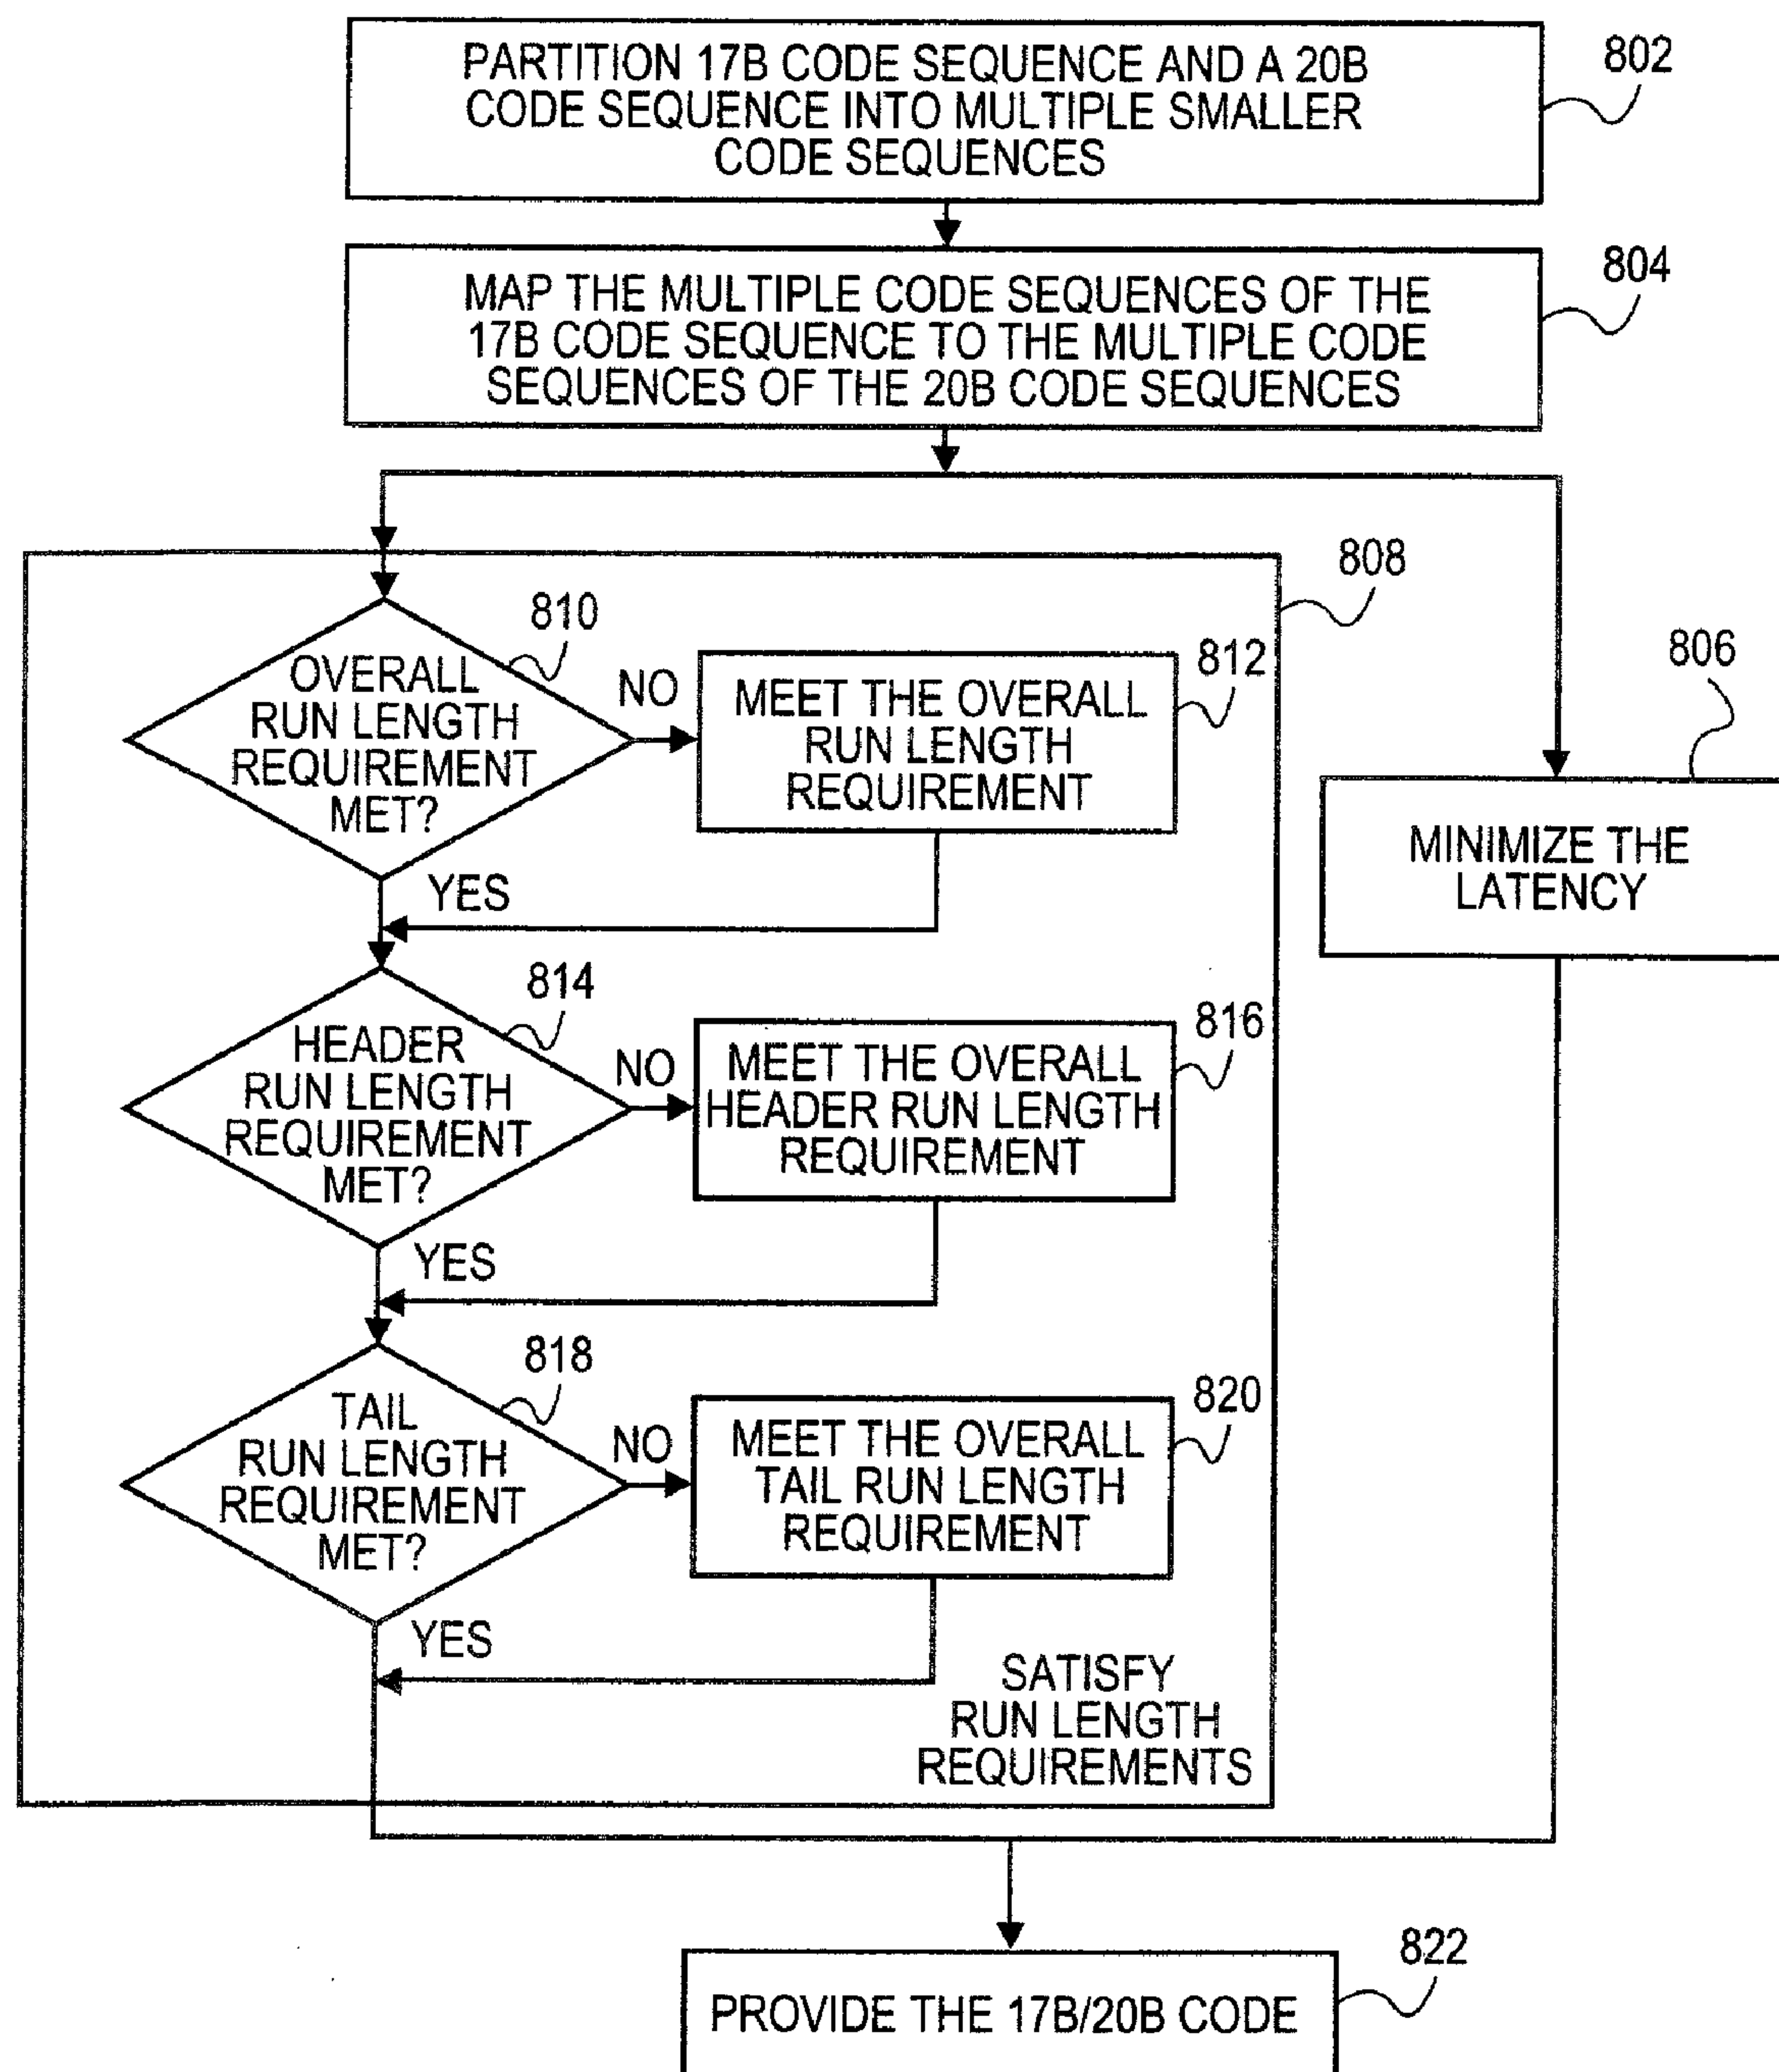 PARTITION 17B CODE SEQUENCE AND A 20B
CODE SEQUENCE INTO MULTIPLE SMALLER
CODE SEQUENCES
802
MAP THE MULTIPLE CODE SEQUENCES OF THE
17B CODE SEQUENCE TO THE MULTIPLE CODE
SEQUENCES OF THE 20B CODE SEQUENCES
804
808
810
OVERALL
RUN LENGTH
REQUIREMENT
MET?
NO
812
MEET THE OVERALL
RUN LENGTH
REQUIREMENT
806
MINIMIZE THE
LATENCY
YES
814
HEADER
RUN LENGTH
REQUIREMENT
MET?
NO
816
MEET THE OVERALL
HEADER RUN LENGTH
REQUIREMENT
YES
818
TAIL
RUN LENGTH
REQUIREMENT
MET?
NO
820
MEET THE OVERALL
TAIL RUN LENGTH
REQUIREMENT
YES
SATISFY
RUN LENGTH
REQUIREMENTS
822
PROVIDE THE 17B/20B CODE